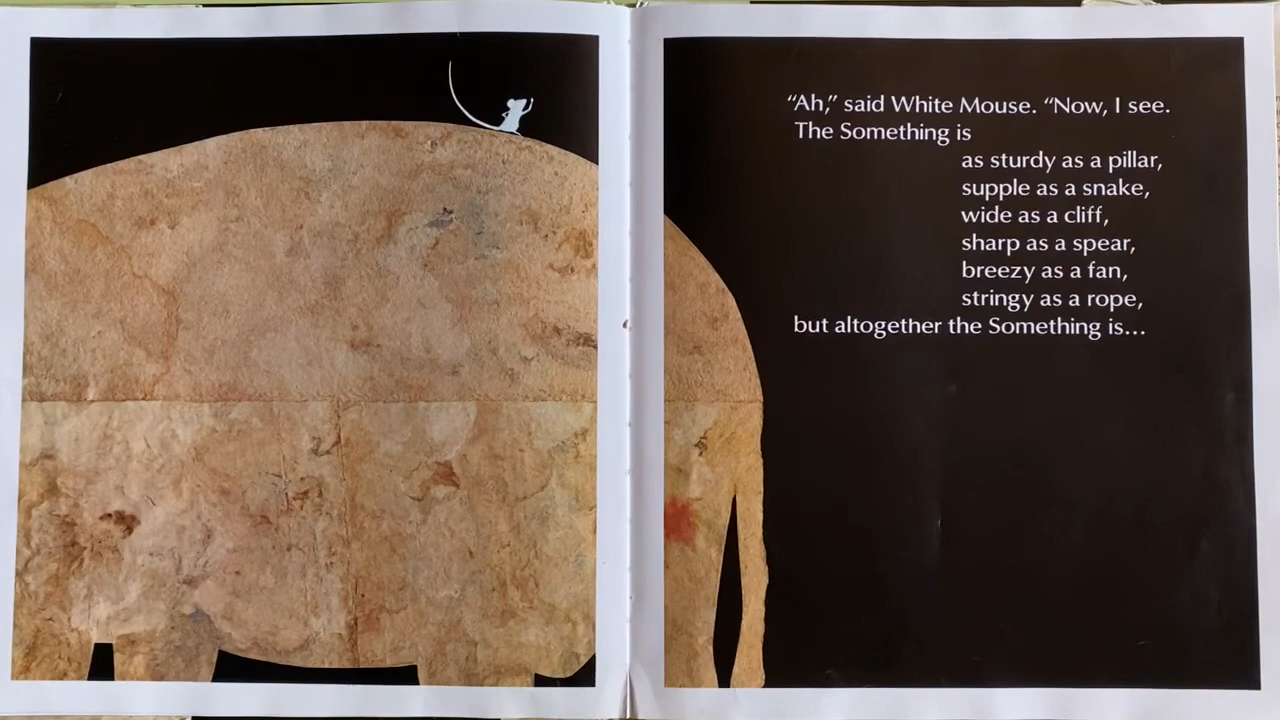 “Ah,” said White Mouse. “Now, I see.
The Something is
as sturdy as a pillar,
supple as a snake,
wide as a cliff,
sharp as a spear,
breezy as a fan,
stringy as a rope,
but altogether the Something is...